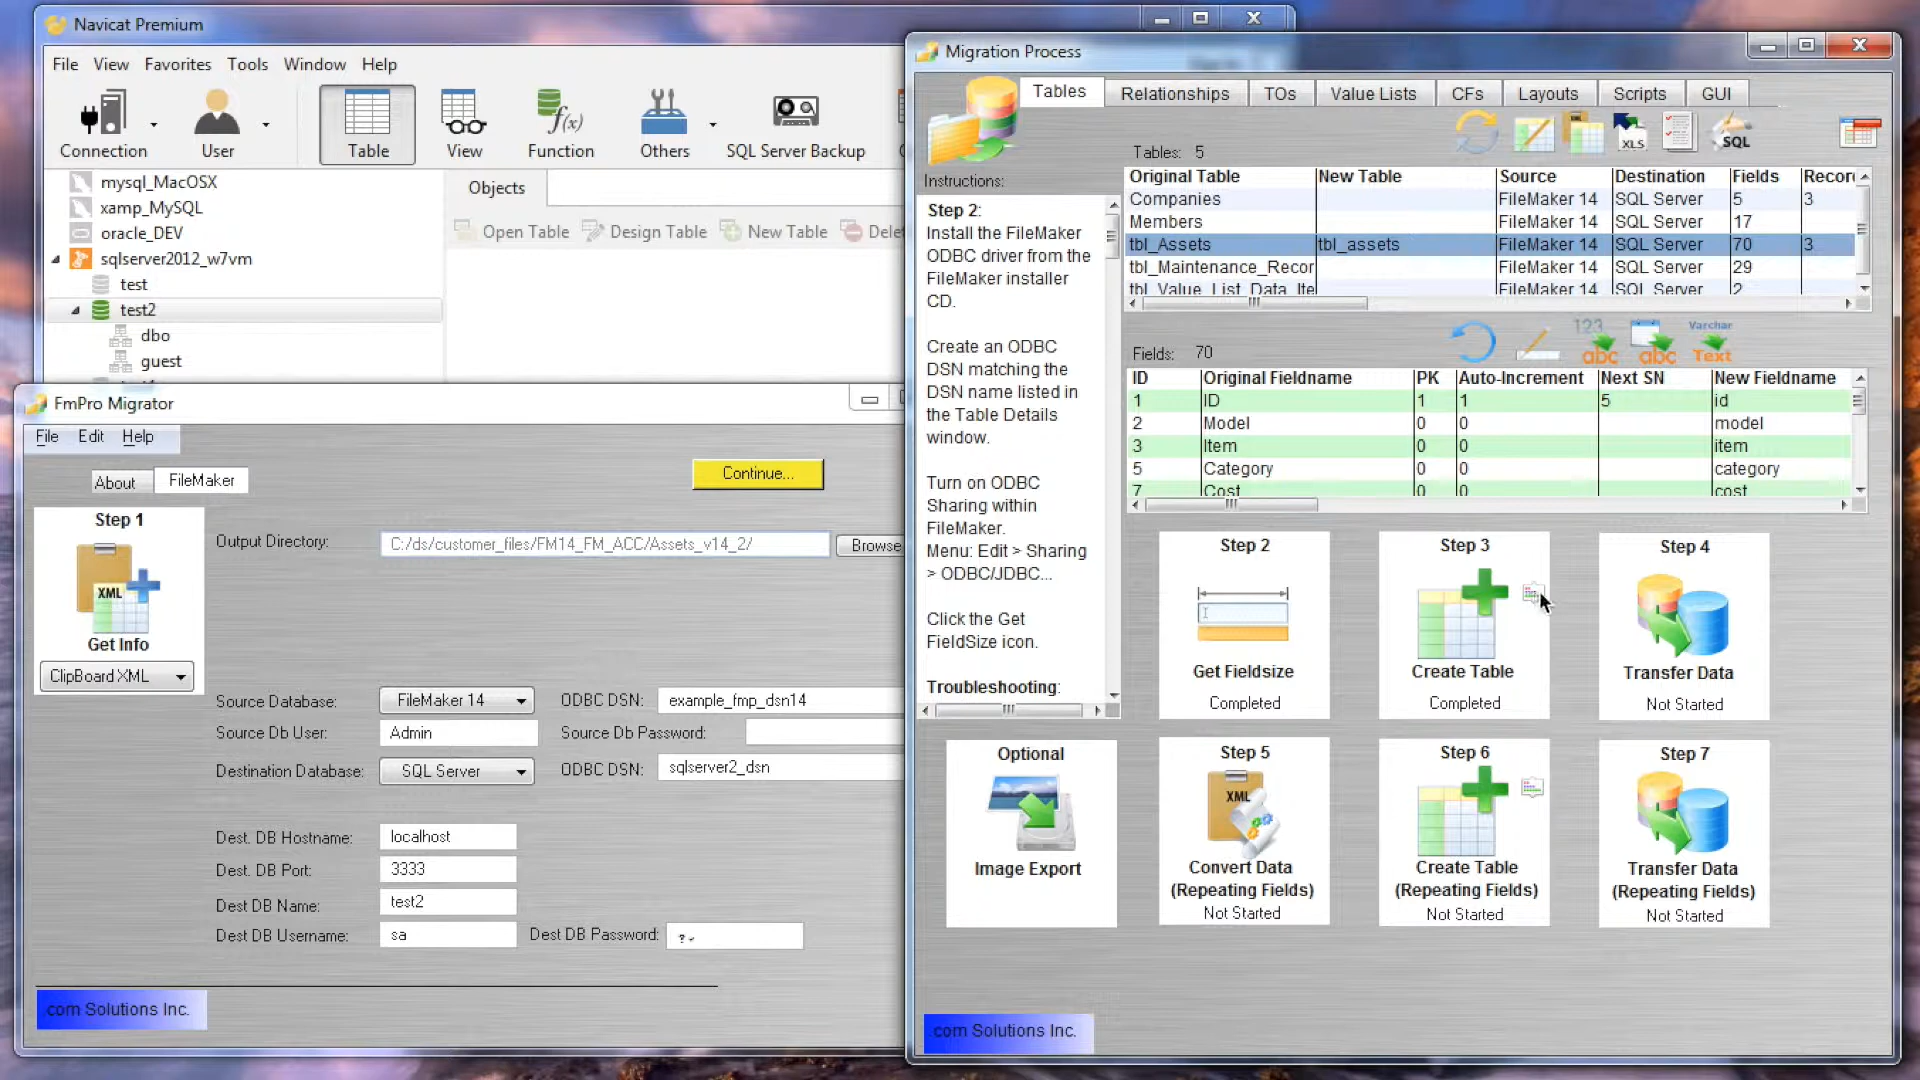 Navicat Premium
File View Favorites Tools Window Help
Connection
User
Table
View
Function
Others
SQL Server Backup
mysql_MacOSX
xamp_MySQL
oracle_DEV
sqlserver2012_w7vm
test
test2
dbo
guest
Objects
Open Table Design Table New Table Delet
FmPro Migrator
File Edit Help
About FileMaker
Continue...
Step 1
XML
Get Info
ClipBoard XML
Output Directory: C:/ds/customer_files/FM14_FM_ACC/Assets_v14_2/ Browse
Source Database: FileMaker 14 ODBC DSN: example_fmp_dsn14
Source Db User: Admin Source Db Password:
Destination Database: SQL Server ODBC DSN: sqlserver2_dsn
Dest. DB Hostname: localhost
Dest. DB Port: 3333
Dest DB Name: test2
Dest DB Username: sa Dest DB Password:
.com Solutions Inc.
Migration Process
Tables Relationships TOs Value Lists CFs Layouts Scripts GUI
XLS
SQL
Tables: 5
Original Table New Table Source Destination Fields Recor
Companies FileMaker 14 SQL Server 5 3
Members FileMaker 14 SQL Server 17
tbl_Assets tbl_assets FileMaker 14 SQL Server 70 3
tbl_Maintenance_Recor FileMaker 14 SQL Server 29
tbl_Value_List_Data_Ite FileMaker 14 SQL Server 2
Instructions:
Step 2:
Install the FileMaker
ODBC driver from the
FileMaker installer
CD.
Create an ODBC
DSN matching the
DSN name listed in
the Table Details
window.
Turn on ODBC
Sharing within
FileMaker.
Menu: Edit > Sharing
> ODBC/JDBC...
Click the Get
FieldSize icon.
Troubleshooting:
Fields: 70
123
abc
abc
Varchar
Text
ID Original Fieldname PK Auto-Increment Next SN New Fieldname
1 ID 1 1 5 id
2 Model 0 0 model
3 Item 0 0 item
5 Category 0 0 category
7 Cost 0 0 cost
Step 2
Get Fieldsize
Completed
Step 3
Create Table
Completed
Step 4
Transfer Data
Not Started
Optional
Image Export
Step 5
XML
Convert Data
(Repeating Fields)
Not Started
Step 6
Create Table
(Repeating Fields)
Not Started
Step 7
Transfer Data
(Repeating Fields)
Not Started
.com Solutions Inc.